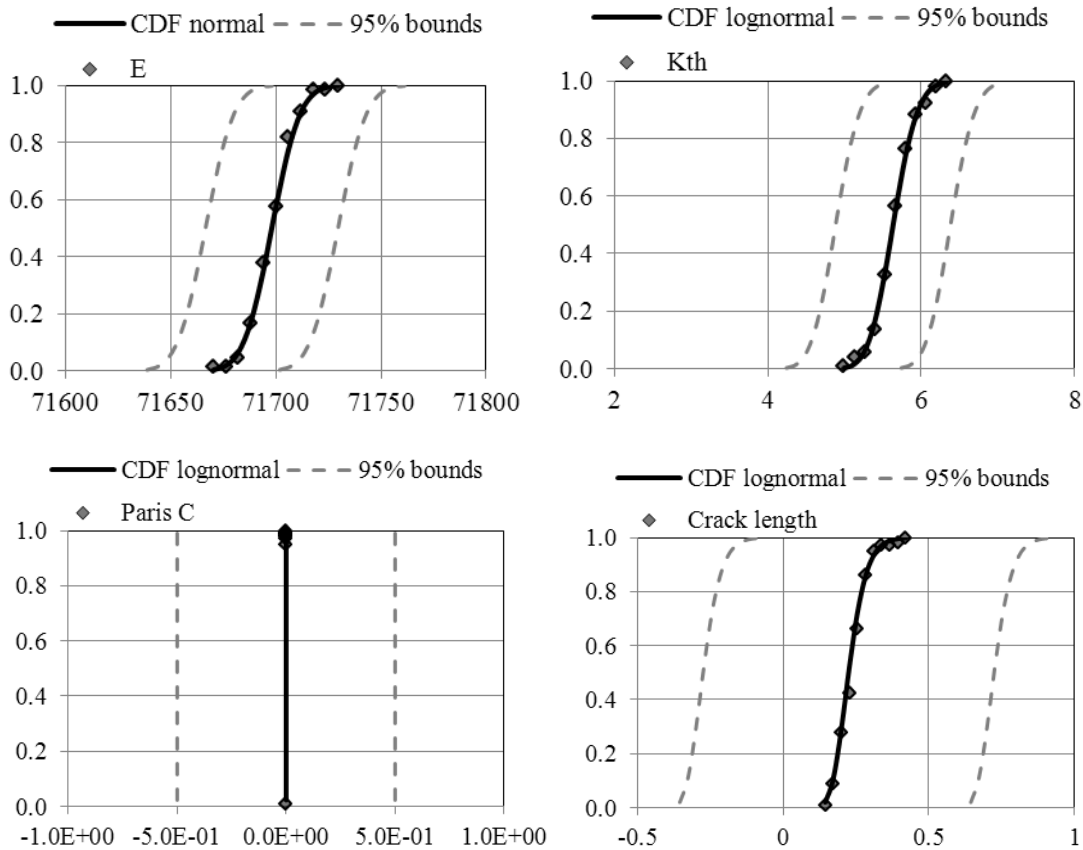 CDF normal 95% bounds
E
1.0
0.8
0.6
0.4
0.2
0.0
71600 71650 71700 71750 71800
CDF lognormal 95% bounds
Kth
1.0
0.8
0.6
0.4
0.2
0.0
2 4 6 8
CDF lognormal 95% bounds
Paris C
1.0
0.8
0.6
0.4
0.2
0.0
-1.0E+00 -5.0E-01 0.0E+00 5.0E-01 1.0E+00
CDF lognormal 95% bounds
Crack length
1.0
0.8
0.6
0.4
0.2
0.0
-0.5 0 0.5 1